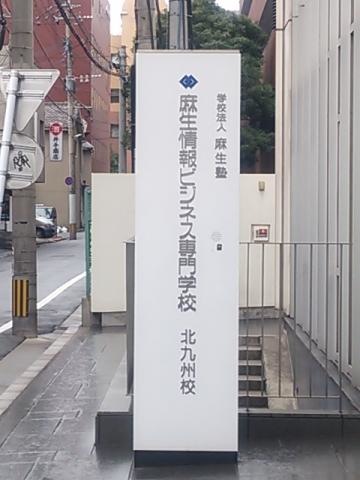 学校法人 麻生塾
麻生情報ビジネス専門学校 北九州校